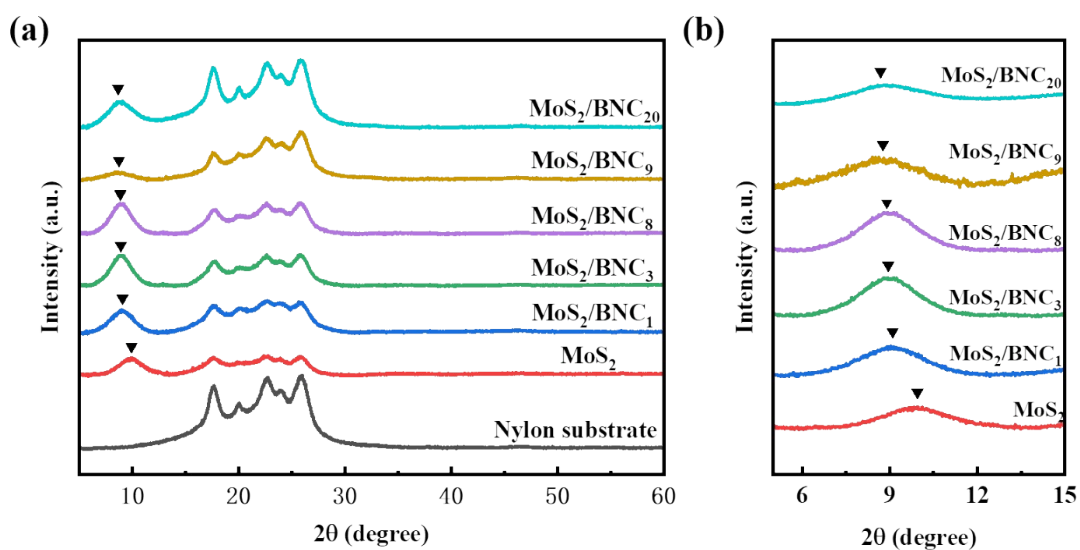 (a)
MoS₂/BNC₂₀
MoS₂/BNC₉
MoS₂/BNC₈
MoS₂/BNC₃
MoS₂/BNC₁
MoS₂
Nylon substrate
Intensity (a.u.)
10 20 30 40 50 60
2θ (degree)
(b)
MoS₂/BNC₂₀
MoS₂/BNC₉
MoS₂/BNC₈
MoS₂/BNC₃
MoS₂/BNC₁
MoS₂
Intensity (a.u.)
6 9 12 15
2θ (degree)